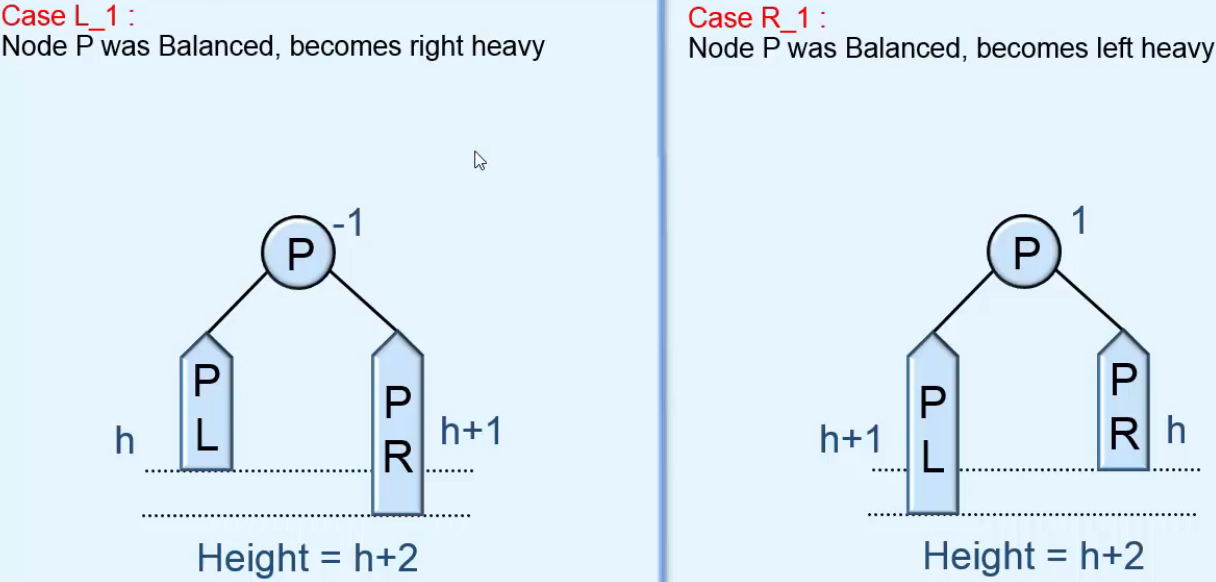 Case L_1 :
Node P was Balanced, becomes right heavy
-1
P
P
L
P
R
h
h+1
Height = h+2
Case R_1 :
Node P was Balanced, becomes left heavy
1
P
P
L
P
R
h+1
h
Height = h+2